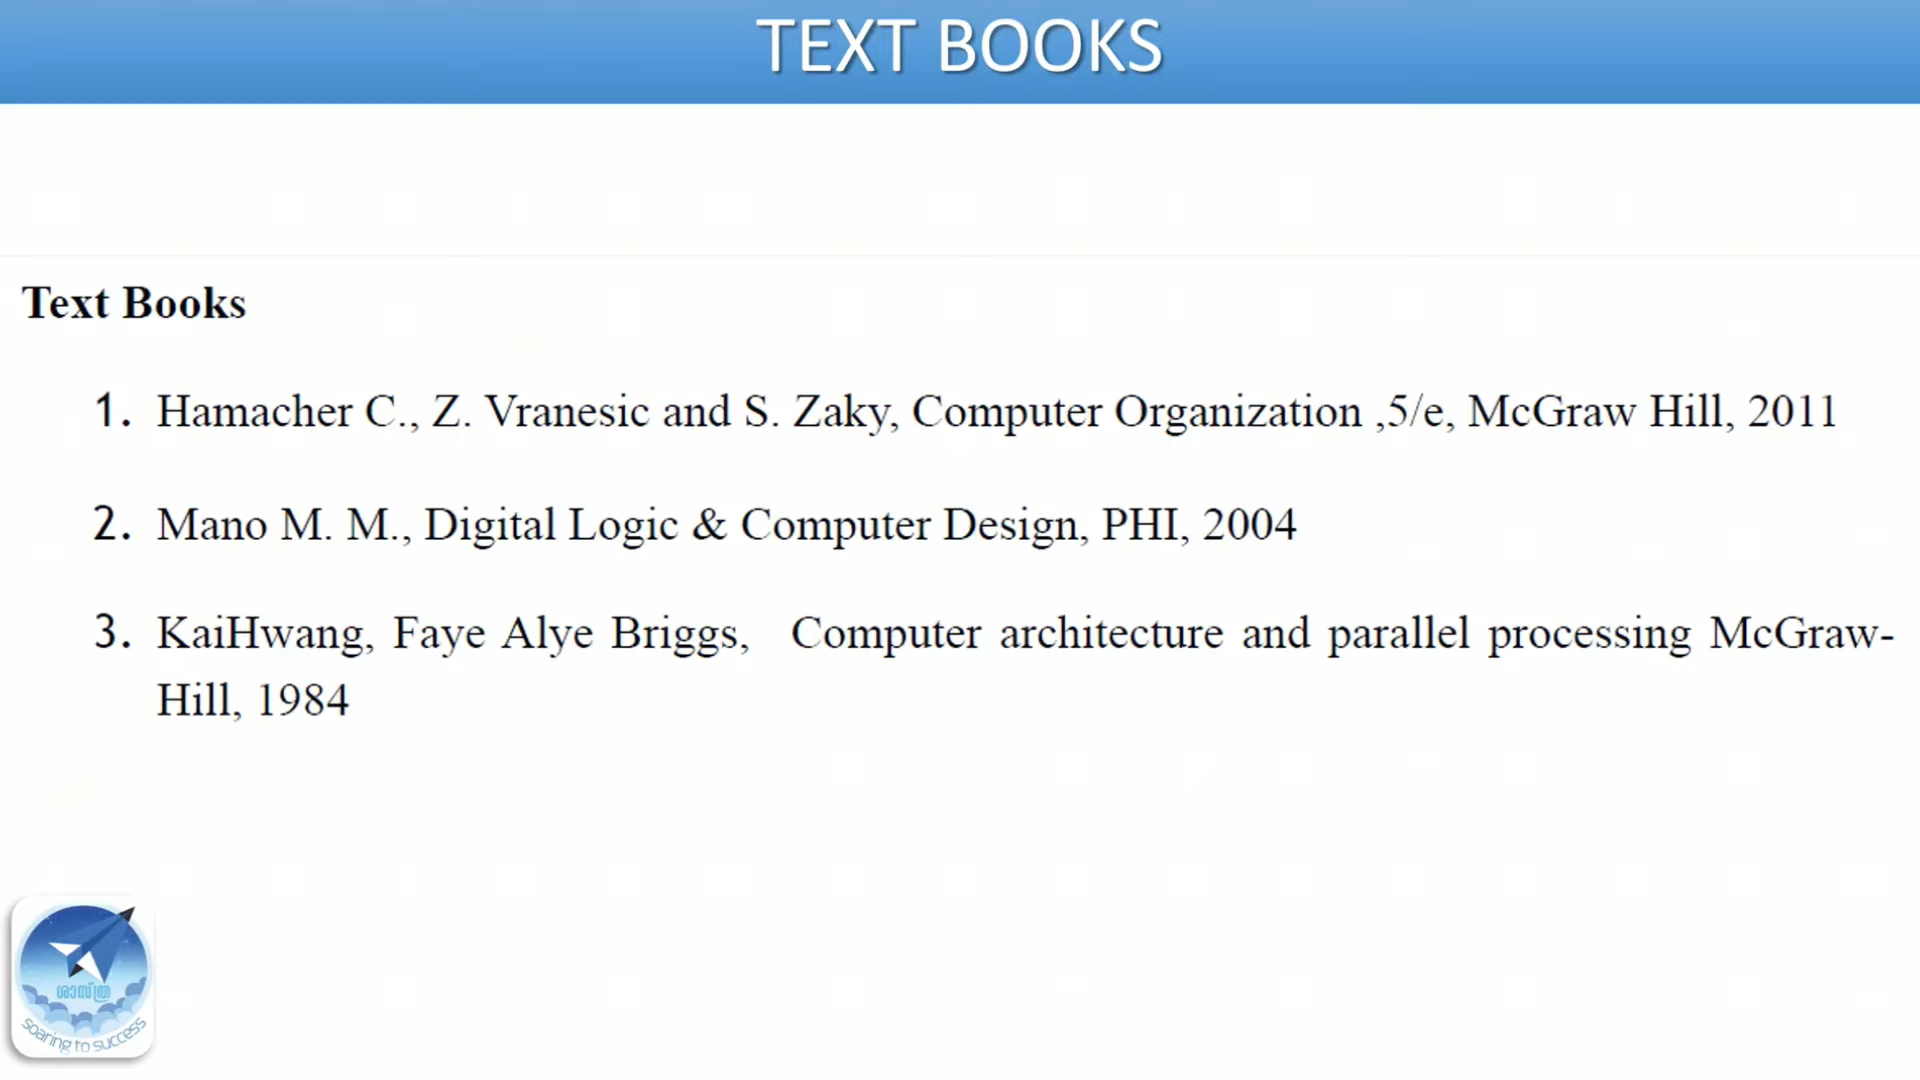 TEXT BOOKS
Text Books
1. Hamacher C., Z. Vranesic and S. Zaky, Computer Organization ,5/e, McGraw Hill, 2011
2. Mano M. M., Digital Logic & Computer Design, PHI, 2004
3. KaiHwang, Faye Alye Briggs, Computer architecture and parallel processing McGraw-
Hill, 1984
ശാസ്ത്ര
soaring to success